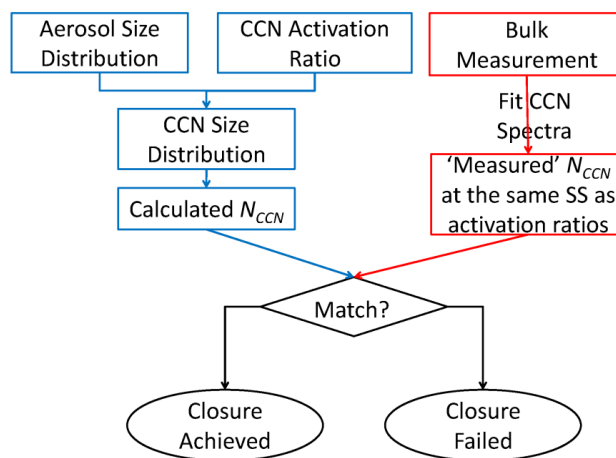 Aerosol Size
Distribution
CCN Activation
Ratio
Bulk
Measurement
Fit CCN
Spectra
CCN Size
Distribution
‘Measured’ NCCN
at the same SS as
activation ratios
Calculated NCCN
Match?
Closure
Achieved
Closure
Failed